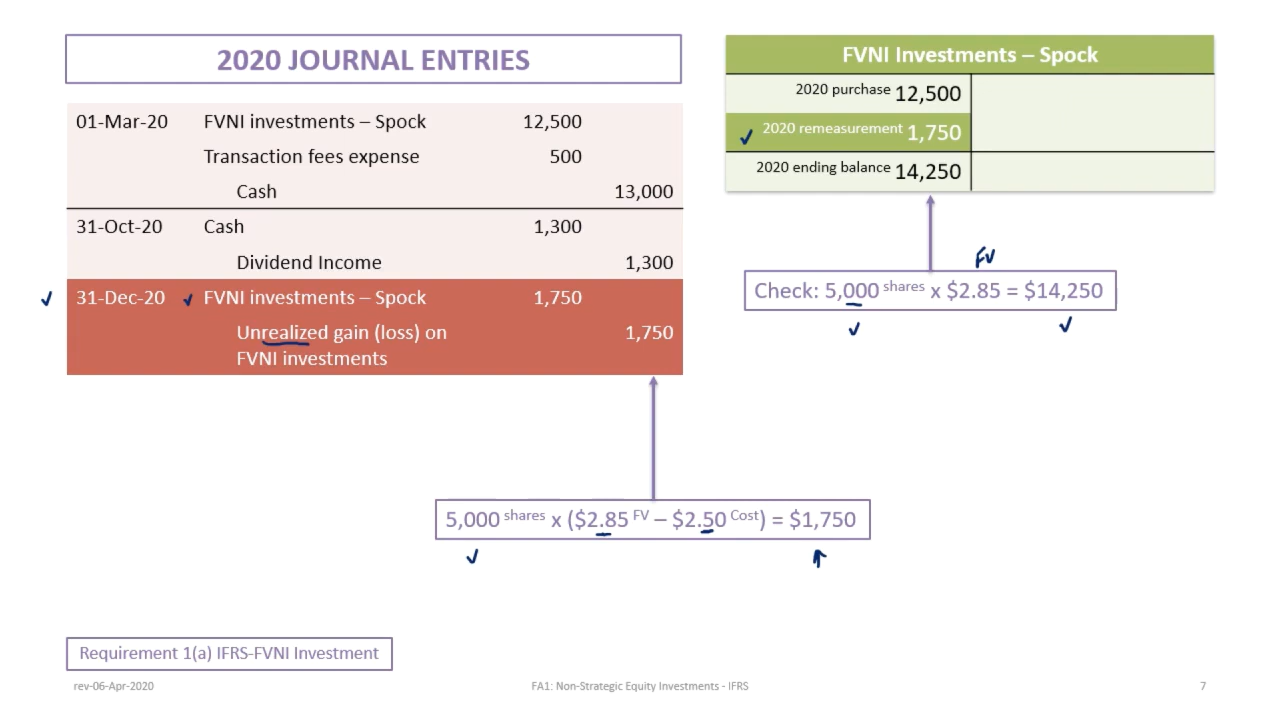 2020 JOURNAL ENTRIES
01-Mar-20 FVNI investments – Spock 12,500
Transaction fees expense 500
Cash 13,000
31-Oct-20 Cash 1,300
Dividend Income 1,300
31-Dec-20 FVNI investments – Spock 1,750
Unrealized gain (loss) on 1,750
FVNI investments
FVNI Investments – Spock
2020 purchase 12,500
2020 remeasurement 1,750
2020 ending balance 14,250
FV
Check: 5,000 shares x $2.85 = $14,250
5,000 shares x ($2.85 FV – $2.50 Cost) = $1,750
Requirement 1(a) IFRS-FVNI Investment
rev-06-Apr-2020 FA1: Non-Strategic Equity Investments - IFRS 7